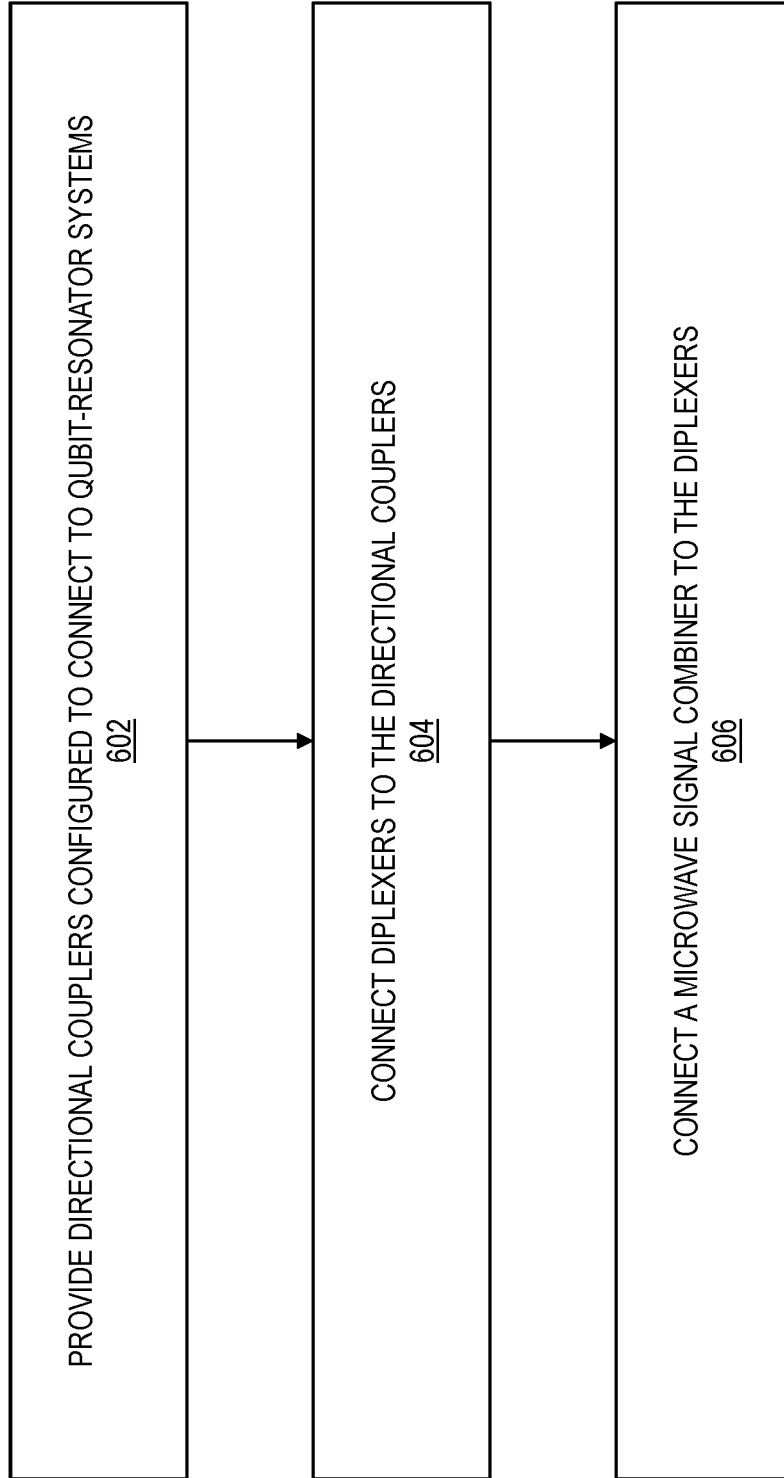 PROVIDE DIRECTIONAL COUPLERS CONFIGURED TO CONNECT TO QUBIT-RESONATOR SYSTEMS
602
CONNECT DIPLEXERS TO THE DIRECTIONAL COUPLERS
604
CONNECT A MICROWAVE SIGNAL COMBINER TO THE DIPLEXERS
606